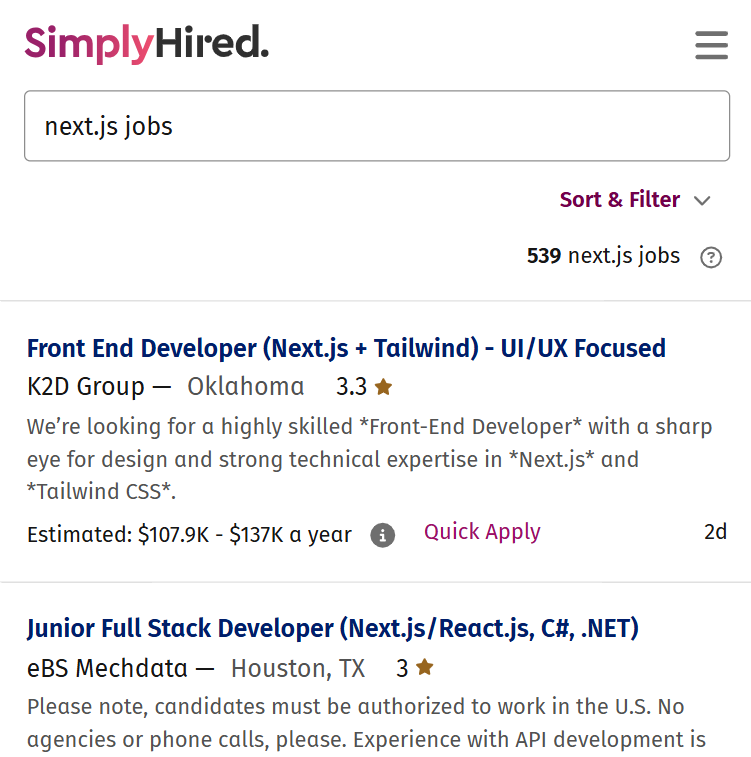 SimplyHired.
next.js jobs
Sort & Filter
539 next.js jobs
Front End Developer (Next.js + Tailwind) - UI/UX Focused
K2D Group — Oklahoma 3.3
We’re looking for a highly skilled *Front-End Developer* with a sharp
eye for design and strong technical expertise in *Next.js* and
*Tailwind CSS*.
Estimated: $107.9K - $137K a year Quick Apply 2d
Junior Full Stack Developer (Next.js/React.js, C#, .NET)
eBS Mechdata — Houston, TX 3
Please note, candidates must be authorized to work in the U.S. No
agencies or phone calls, please. Experience with API development is